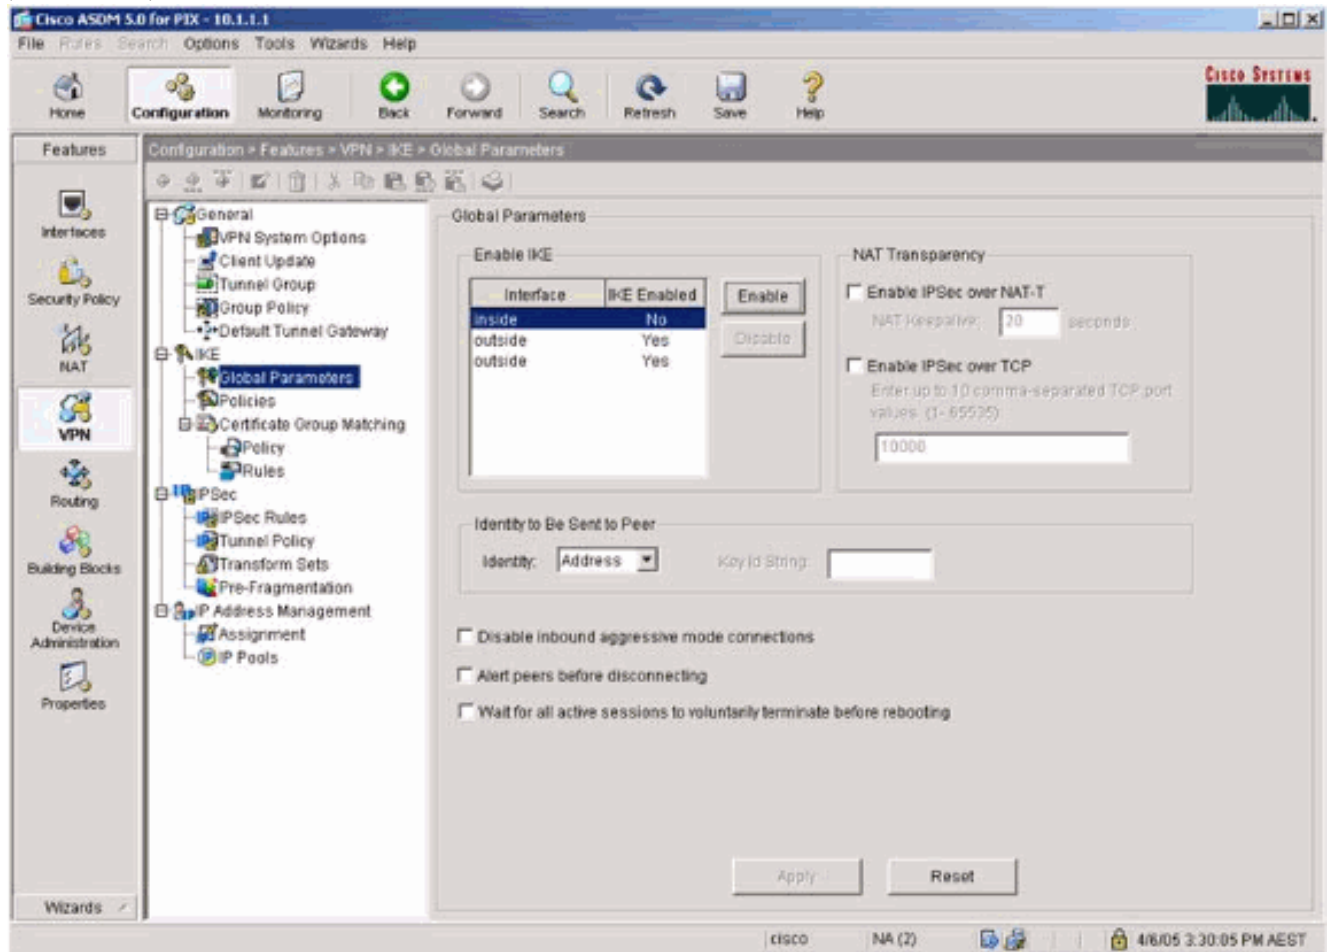 Cisco ASDM 5.0 for PIX - 10.1.1.1
File Rules Search Options Tools Wizards Help
Home Configuration Monitoring Back Forward Search Refresh Save Help
CISCO SYSTEMS
Features
Configuration > Features > VPN > IKE > Global Parameters
Interfaces
Security Policy
NAT
VPN
Routing
Building Blocks
Device Administration
Properties
Wizards
General
VPN System Options
Client Update
Tunnel Group
Group Policy
Default Tunnel Gateway
IKE
Global Parameters
Policies
Certificate Group Matching
Policy
Rules
IPSec
IPSec Rules
Tunnel Policy
Transform Sets
Pre-Fragmentation
IP Address Management
Assignment
IP Pools
Global Parameters
Enable IKE
Interface IKE Enabled
inside No
outside Yes
outside Yes
Enable
Disable
NAT Transparency
Enable IPSec over NAT-T
NAT Keepalive: 20 seconds
Enable IPSec over TCP
Enter up to 10 comma-separated TCP port
values (1- 65535)
10000
Identity to Be Sent to Peer
Identity: Address Key Id String:
Disable inbound aggressive mode connections
Alert peers before disconnecting
Wait for all active sessions to voluntarily terminate before rebooting
Apply Reset
cisco NA (2) 4/6/05 3:30:05 PM AEST